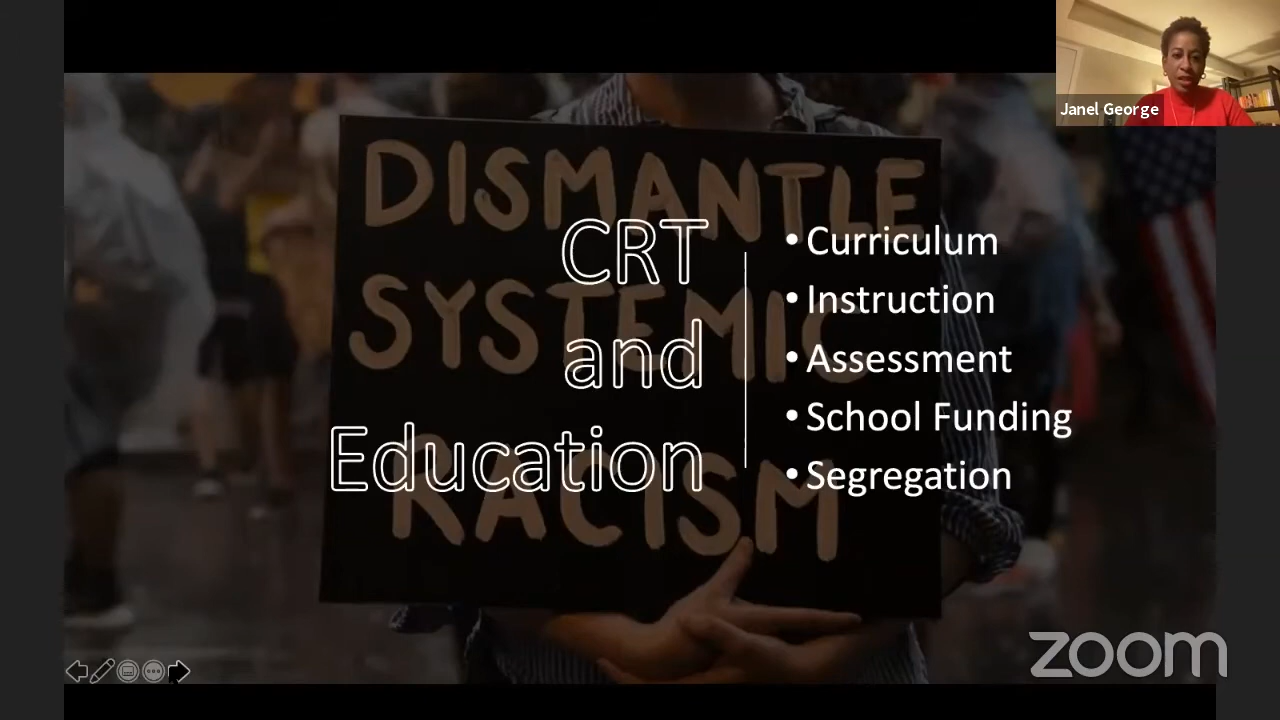 Janel George
DISMANTLE
SYSTEMIC
RACISM
CRT
and
Education
• Curriculum
• Instruction
• Assessment
• School Funding
• Segregation
zoom